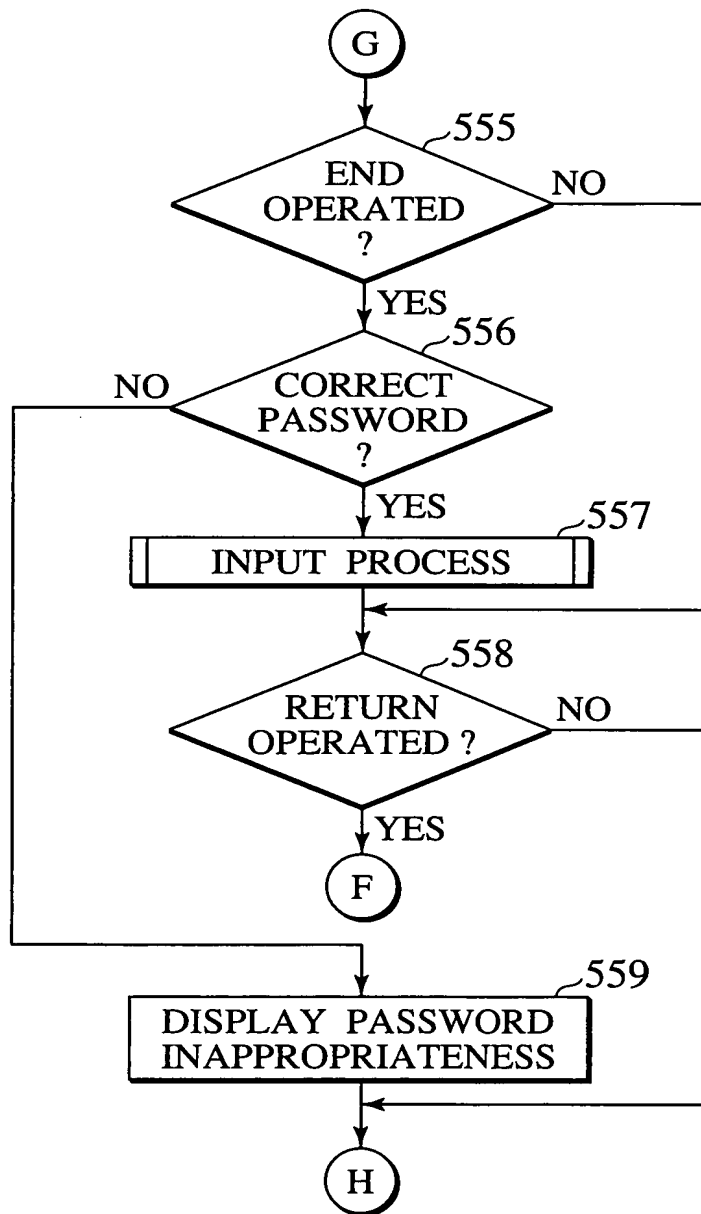 G
555
END
OPERATED
?
NO
YES
556
NO
CORRECT
PASSWORD
?
YES
557
INPUT PROCESS
558
RETURN
OPERATED ?
NO
YES
F
559
DISPLAY PASSWORD
INAPPROPRIATENESS
H